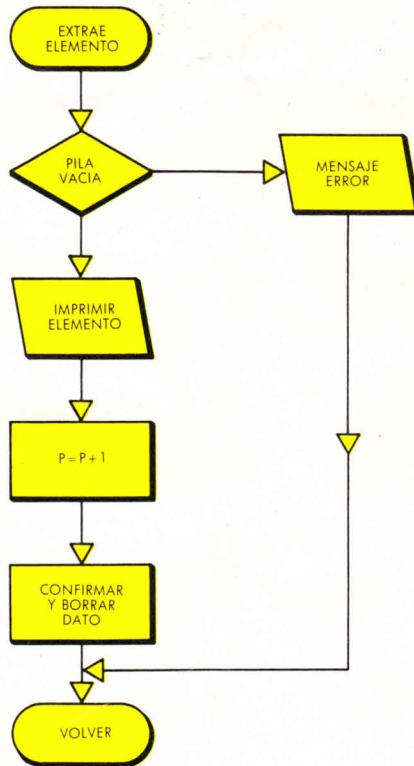 EXTRAE
ELEMENTO
PILA
VACIA
MENSAJE
ERROR
IMPRIMIR
ELEMENTO
P=P+1
CONFIRMAR
Y BORRAR
DATO
VOLVER